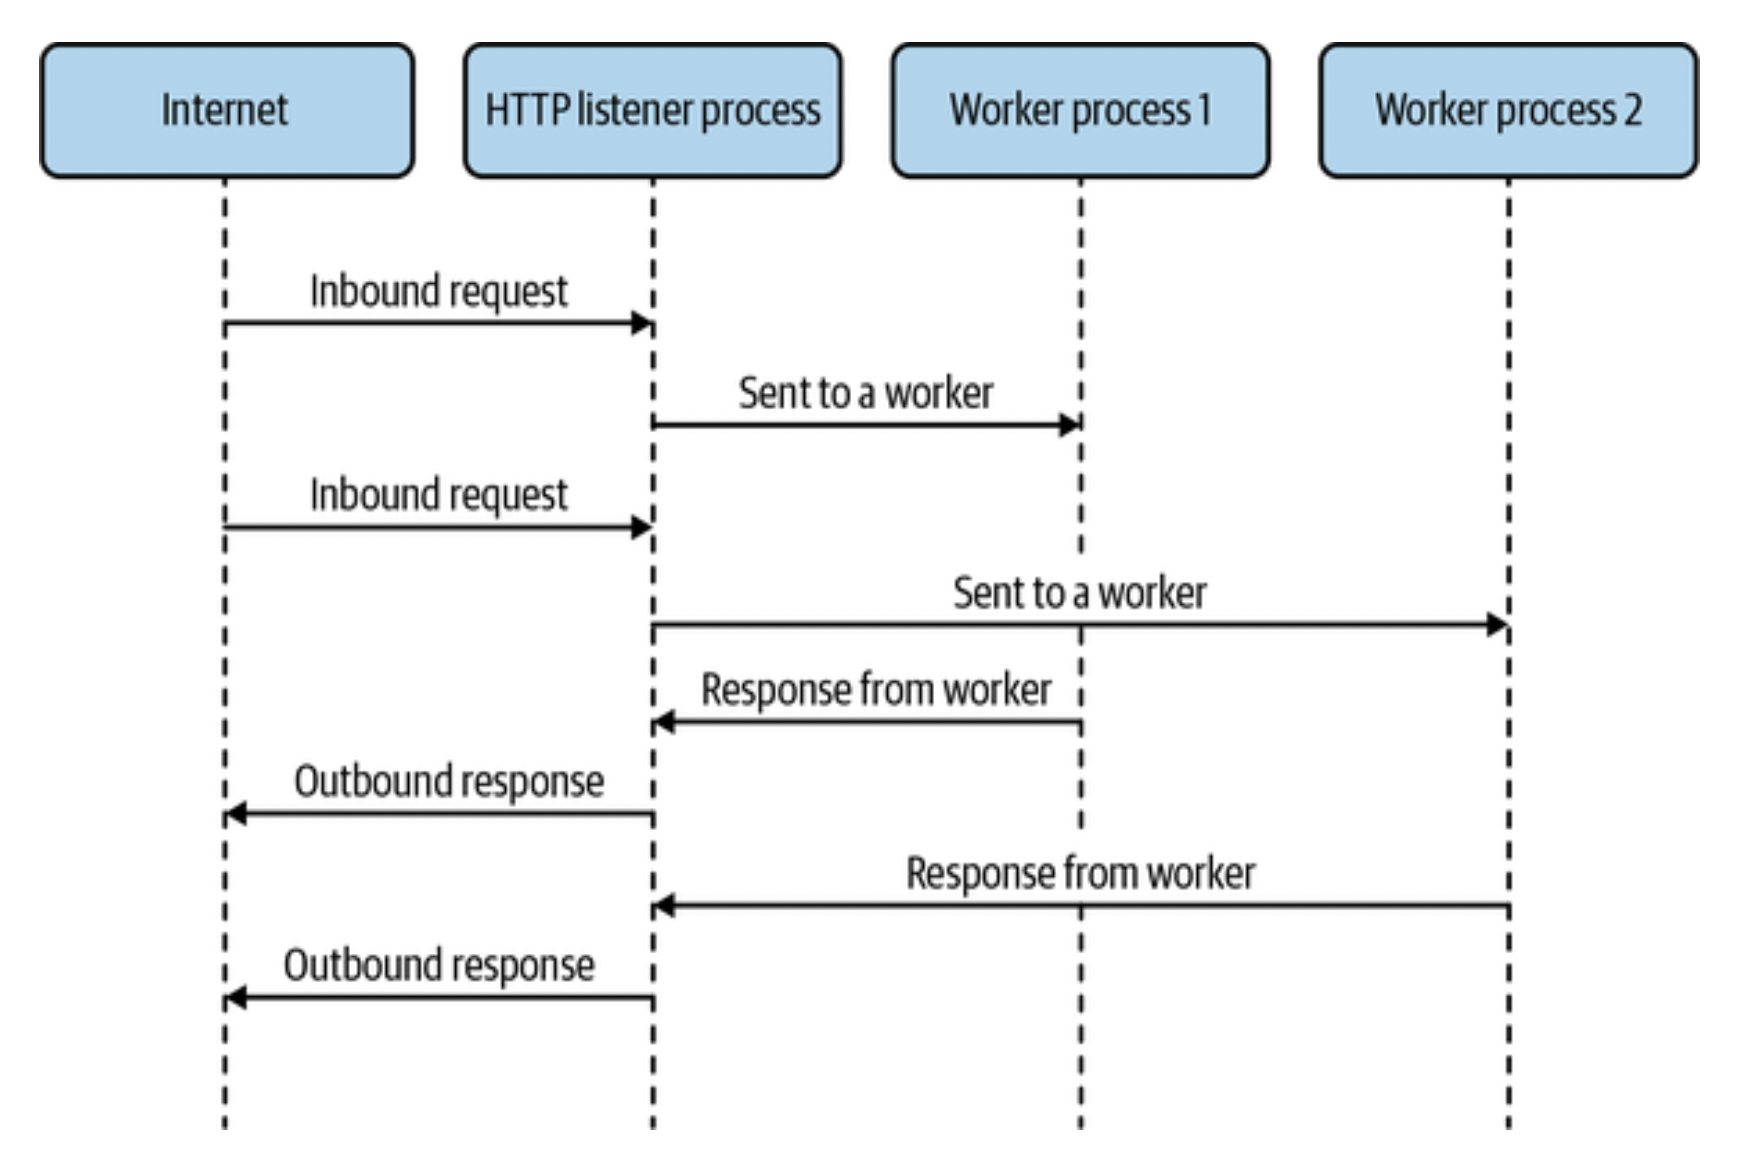 Internet
HTTP listener process
Worker process 1
Worker process 2
Inbound request
Sent to a worker
Inbound request
Sent to a worker
Response from worker
Outbound response
Response from worker
Outbound response